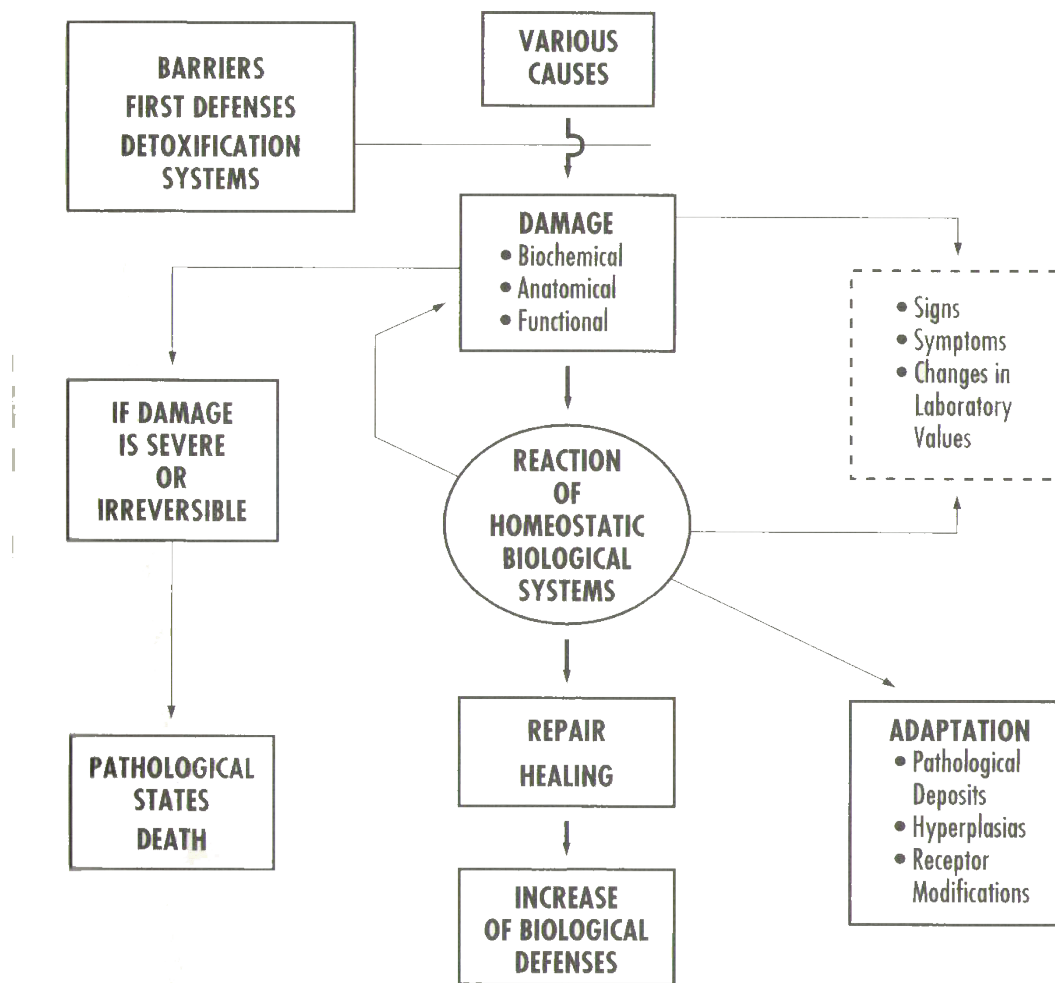 VARIOUS
CAUSES
BARRIERS
FIRST DEFENSES
DETOXIFICATION
SYSTEMS
DAMAGE
• Biochemical
• Anatomical
• Functional
• Signs
• Symptoms
• Changes in
Laboratory
Values
IF DAMAGE
IS SEVERE
OR
IRREVERSIBLE
REACTION
OF
HOMEOSTATIC
BIOLOGICAL
SYSTEMS
PATHOLOGICAL
STATES
DEATH
REPAIR
HEALING
ADAPTATION
• Pathological
Deposits
• Hyperplasias
• Receptor
Modifications
INCREASE
OF BIOLOGICAL
DEFENSES